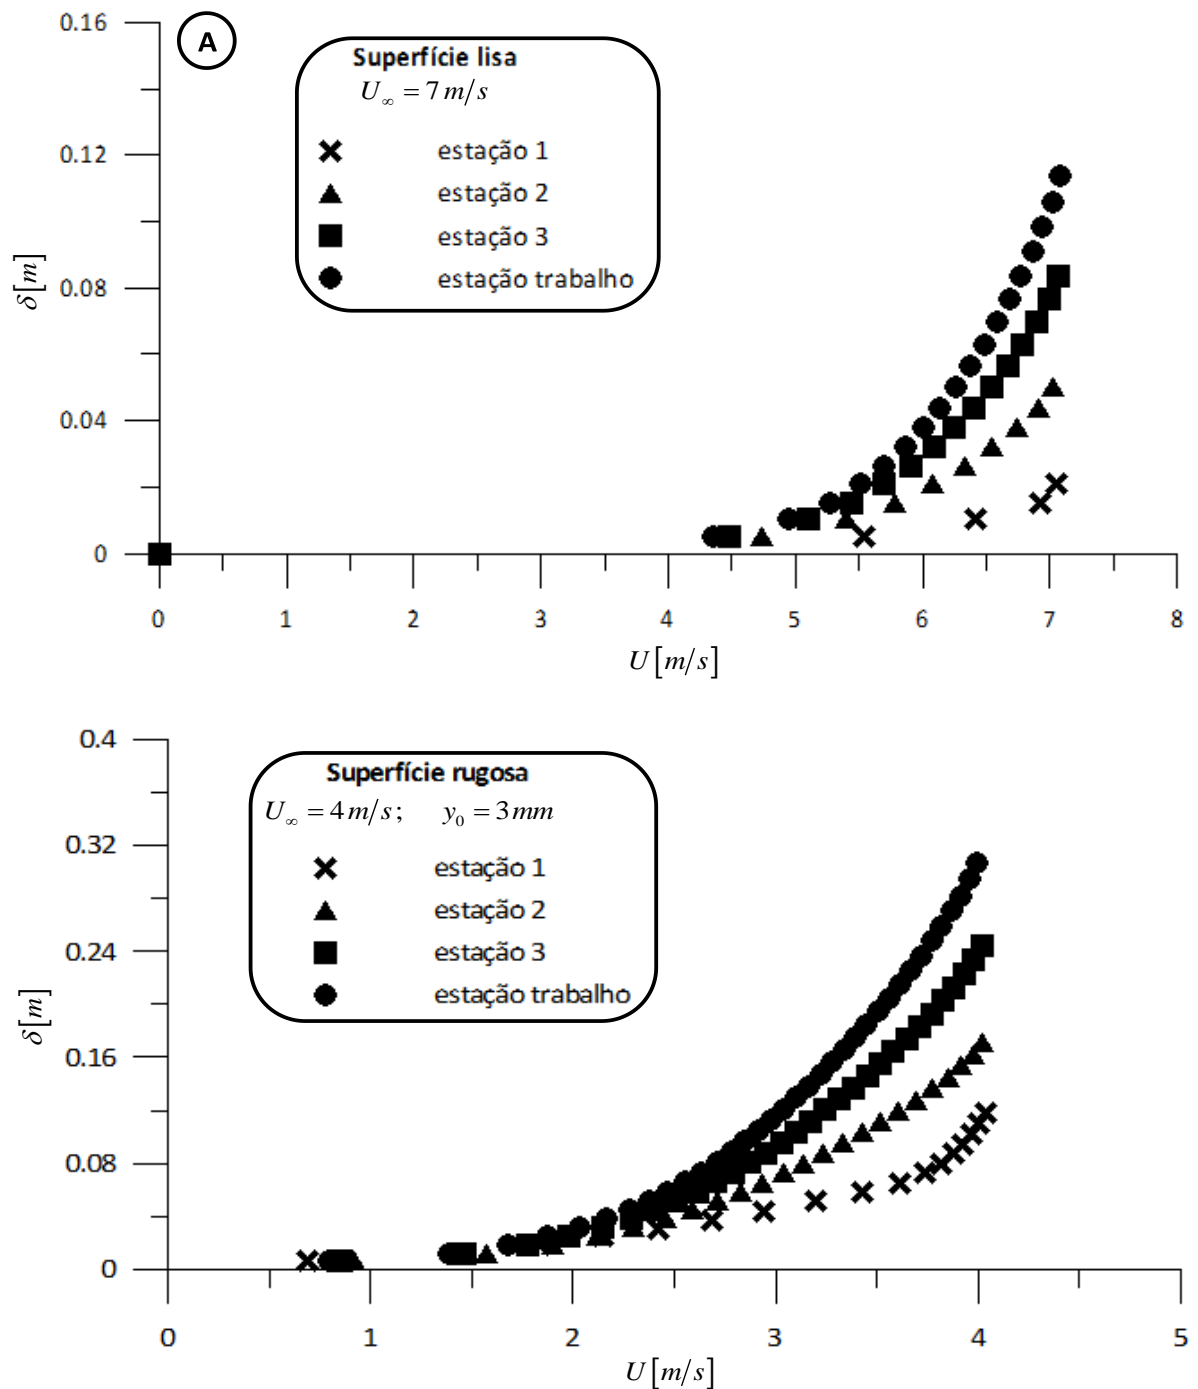 A
Superfície lisa
U∞ = 7 m/s
estação 1
estação 2
estação 3
estação trabalho
0.16
0.12
0.08
0.04
0
δ[m]
0 1 2 3 4 5 6 7 8
U[m/s]
Superfície rugosa
U∞ = 4 m/s; y₀ = 3 mm
estação 1
estação 2
estação 3
estação trabalho
0.4
0.32
0.24
0.16
0.08
0
δ[m]
0 1 2 3 4 5
U[m/s]